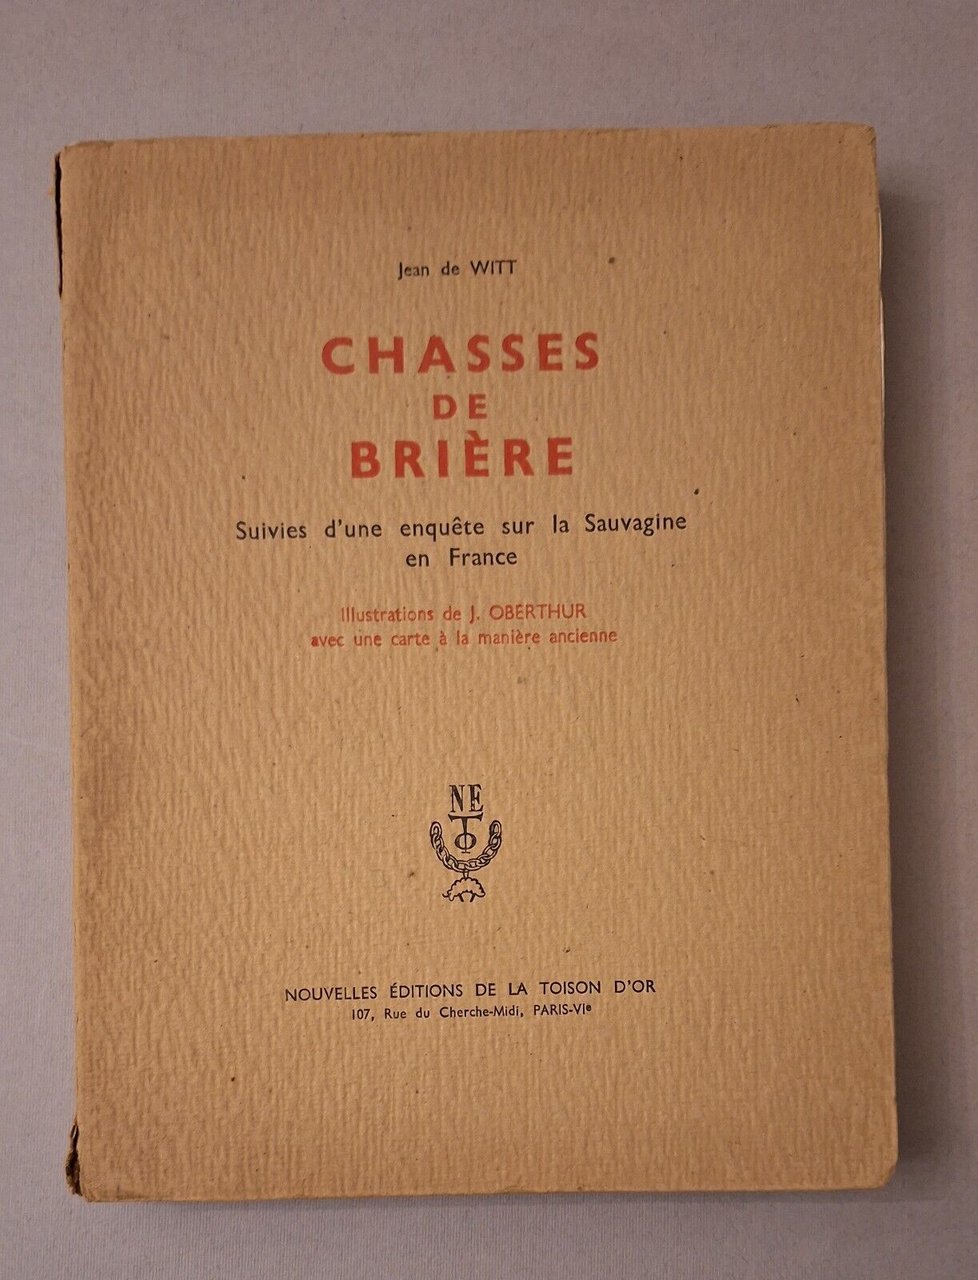 Jean de WITT
CHASSES
DE
BRIÈRE
Suivies d'une enquête sur la Sauvagine
en France
Illustrations de J. OBERTHUR
avec une carte à la manière ancienne
NE
TO
NOUVELLES ÉDITIONS DE LA TOISON D'OR
107, Rue du Cherche-Midi, PARIS-VIe